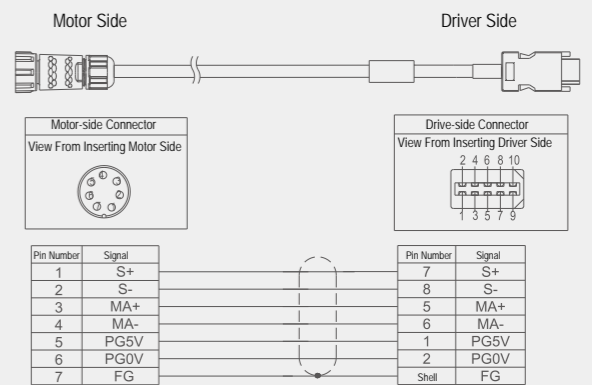 Motor Side Driver Side
Motor-side Connector
View From Inserting Motor Side
Drive-side Connector
View From Inserting Driver Side
2 4 6 8 10
1 3 5 7 9
Pin Number Signal Pin Number Signal
1 S+ 7 S+
2 S- 8 S-
3 MA+ 5 MA+
4 MA- 6 MA-
5 PG5V 1 PG5V
6 PG0V 2 PG0V
7 FG Shell FG